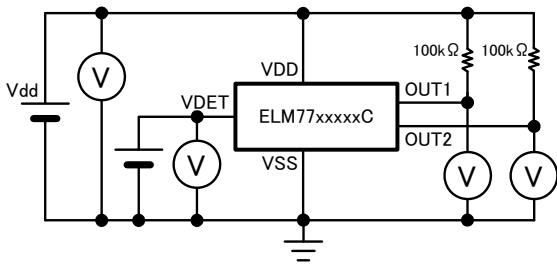 100kΩ 100kΩ
Vdd
V
VDD
VDET
ELM77xxxxxC
OUT1
OUT2
V
VSS
V
V